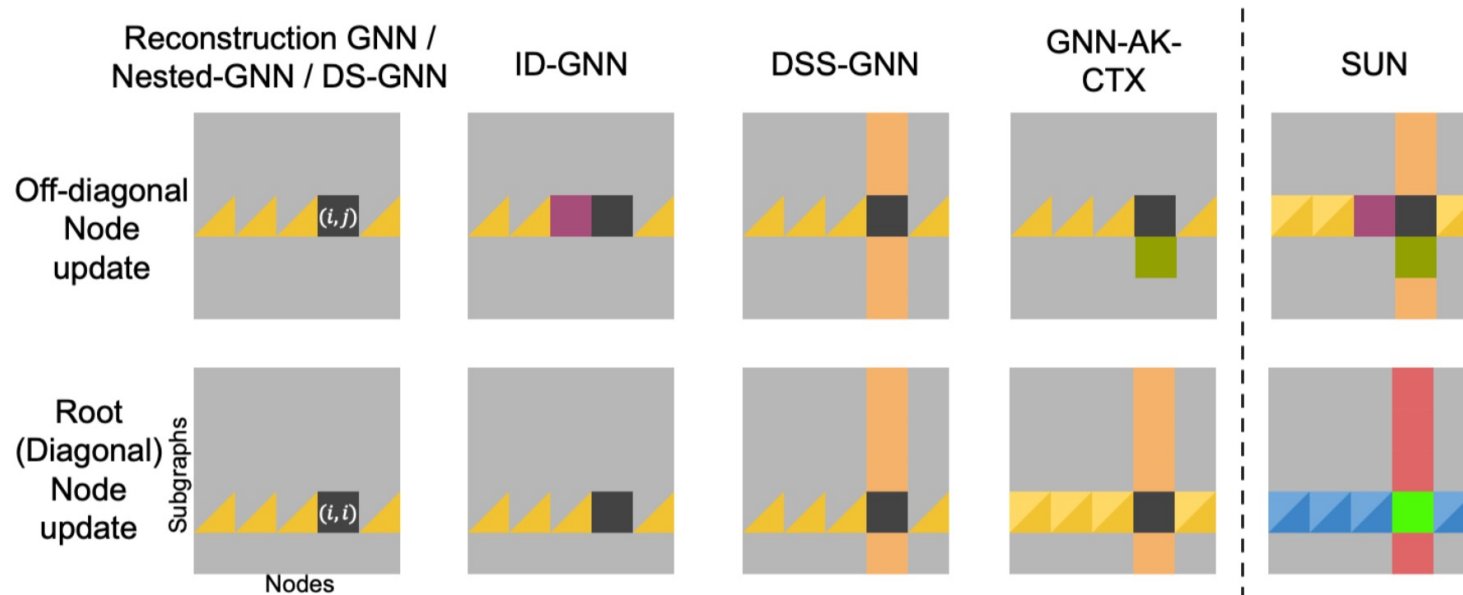 Reconstruction GNN /
Nested-GNN / DS-GNN
ID-GNN
DSS-GNN
GNN-AK-
CTX
SUN
Off-diagonal
Node
update
(i,j)
Root
(Diagonal)
Node
update
Subgraphs
(i,i)
Nodes